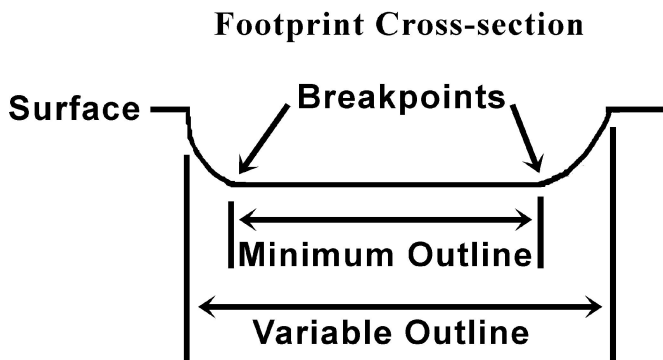 Footprint Cross-section
Breakpoints
Surface
Minimum Outline
Variable Outline